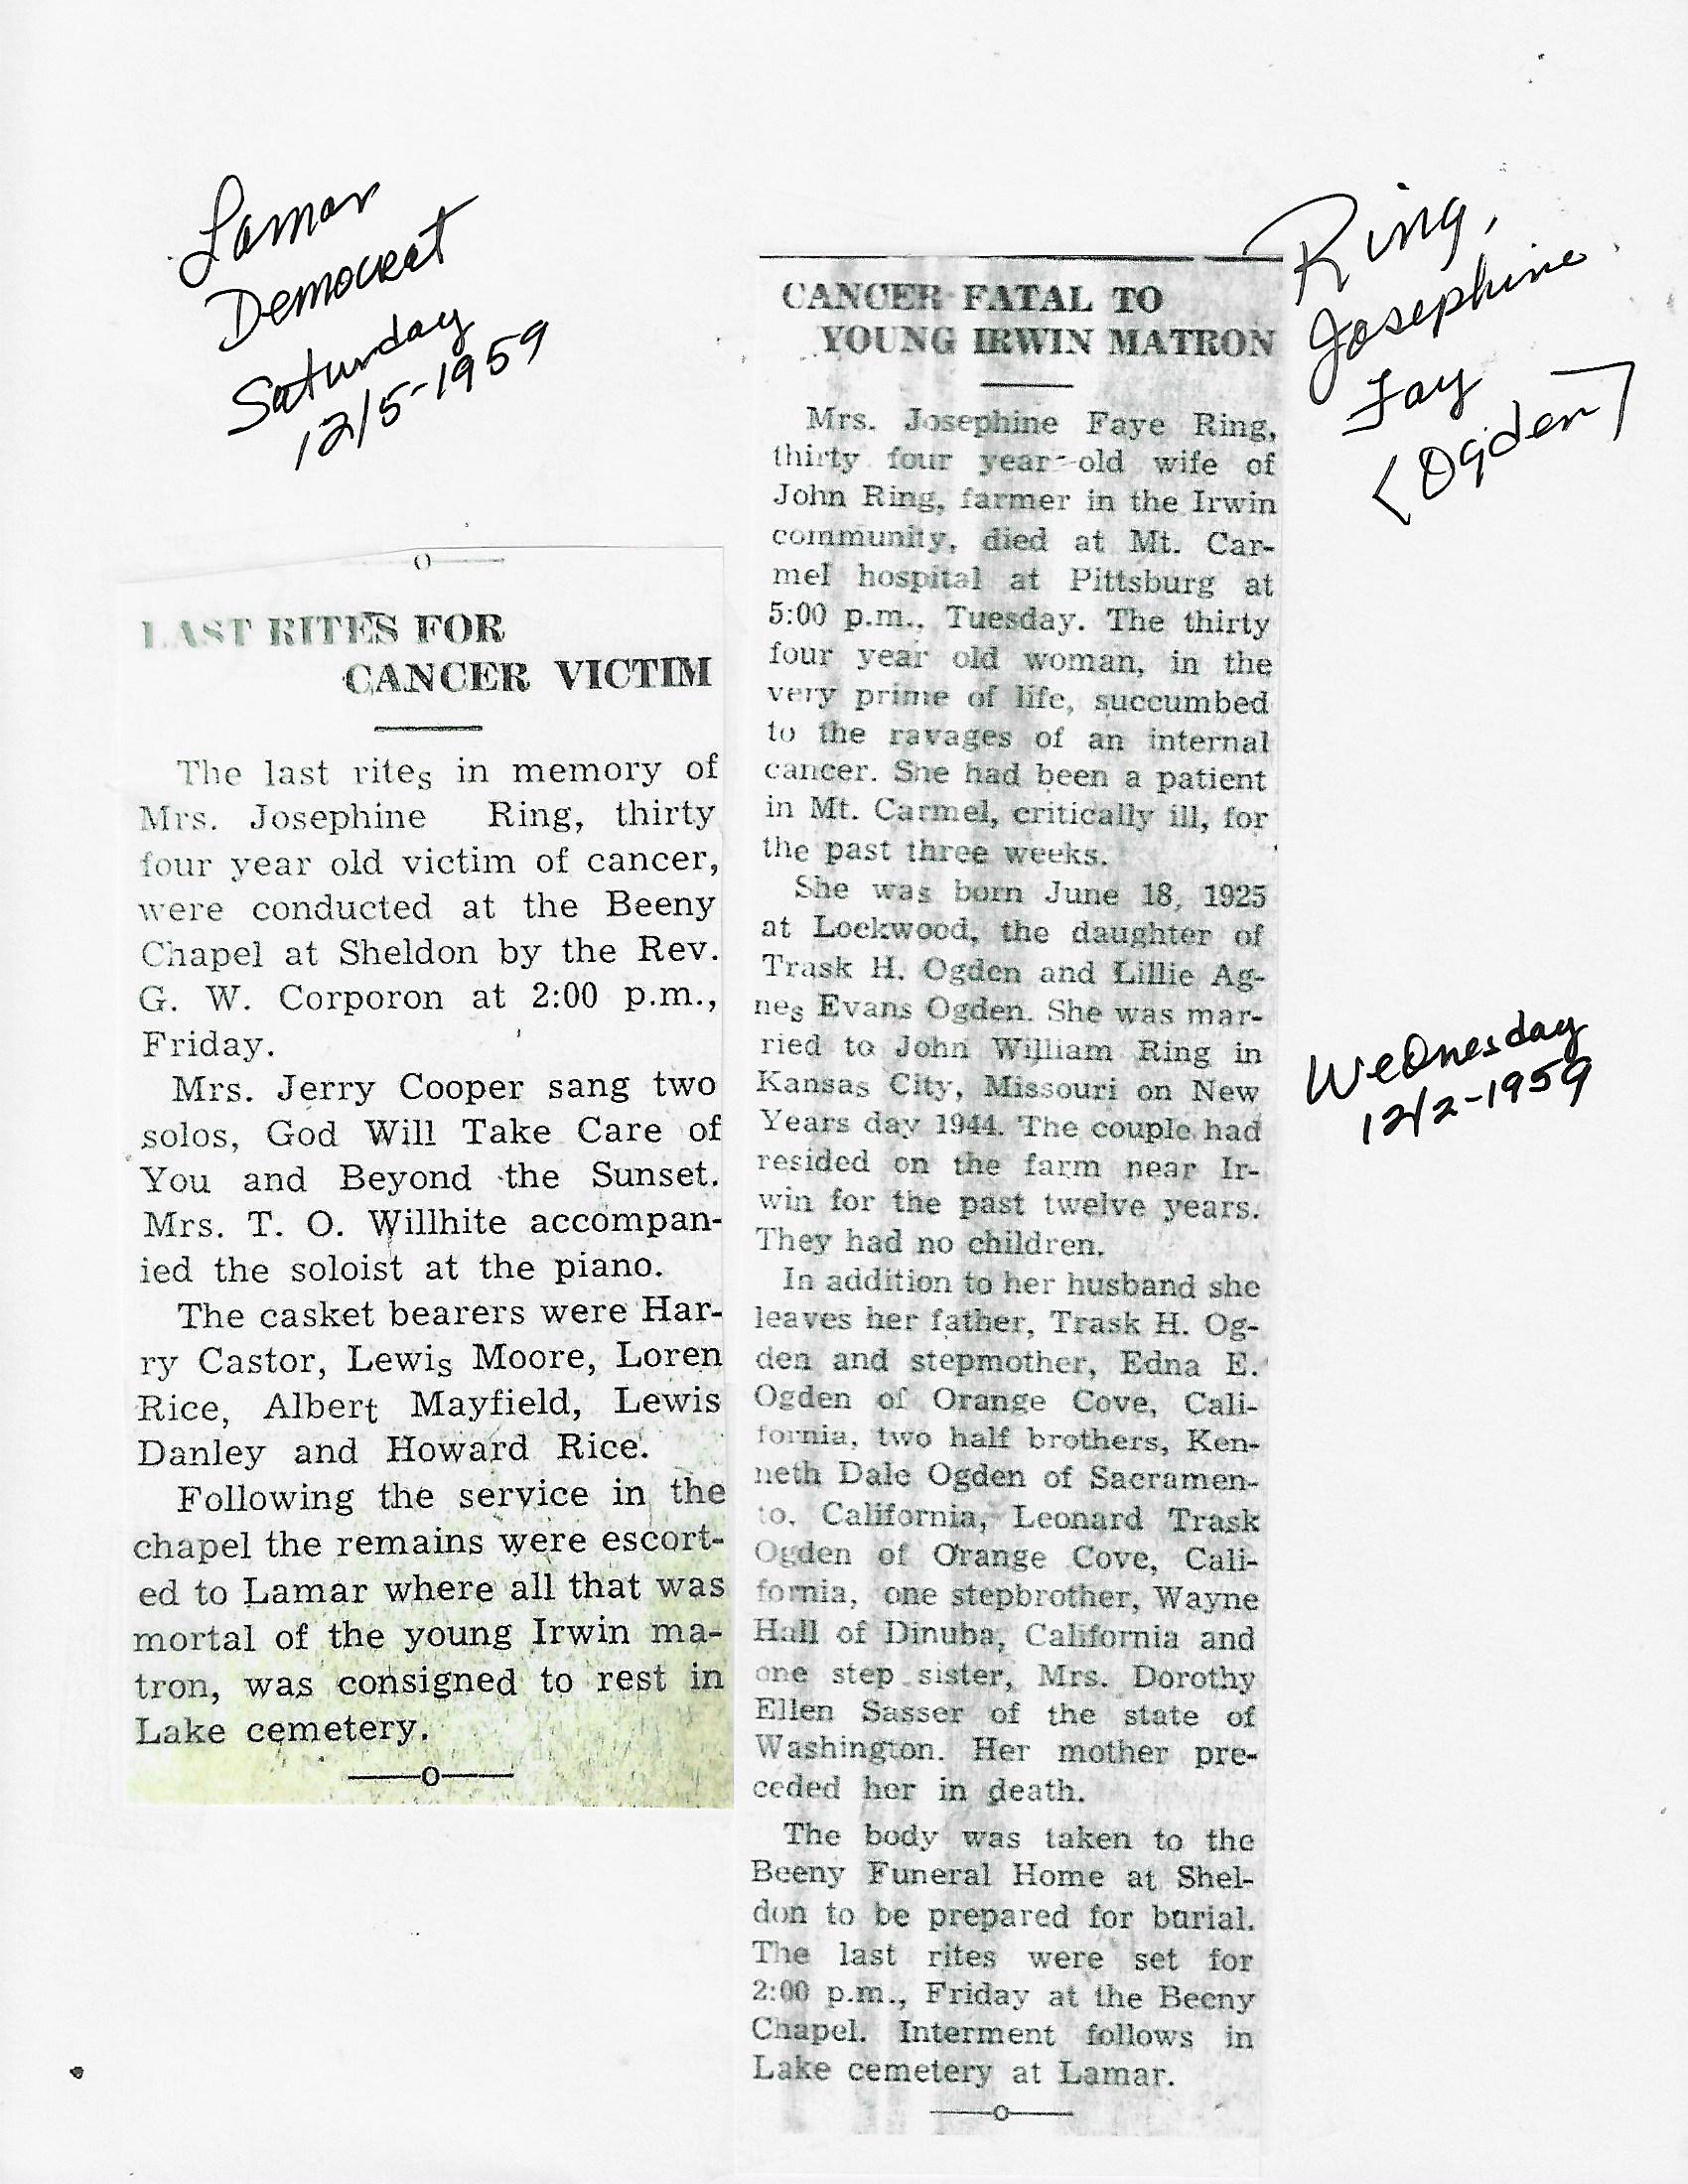 Lamar
Democrat
Saturday
12/5-1959
o
LAST RITES FOR
CANCER VICTIM
The last rites in memory of
Mrs. Josephine Ring, thirty
four year old victim of cancer,
were conducted at the Beeny
Chapel at Sheldon by the Rev.
G. W. Corporon at 2:00 p.m.,
Friday.
Mrs. Jerry Cooper sang two
solos, God Will Take Care of
You and Beyond the Sunset.
Mrs. T. O. Willhite accompan-
ied the soloist at the piano.
The casket bearers were Har-
ry Castor, Lewis Moore, Loren
Rice, Albert Mayfield, Lewis
Danley and Howard Rice.
Following the service in the
chapel the remains were escort-
ed to Lamar where all that was
mortal of the young Irwin ma-
tron, was consigned to rest in
Lake cemetery.
o
CANCER FATAL TO
YOUNG IRWIN MATRON
Mrs. Josephine Faye Ring,
thirty four year-old wife of
John Ring, farmer in the Irwin
community, died at Mt. Car-
mel hospital at Pittsburg at
5:00 p.m., Tuesday. The thirty
four year old woman, in the
very prime of life, succumbed
to the ravages of an internal
cancer. She had been a patient
in Mt. Carmel, critically ill, for
the past three weeks.
She was born June 18, 1925
at Lockwood, the daughter of
Trask H. Ogden and Lillie Ag-
nes Evans Ogden. She was mar-
ried to John William Ring in
Kansas City, Missouri on New
Years day 1944. The couple had
resided on the farm near Ir-
win for the past twelve years.
They had no children.
In addition to her husband she
leaves her father, Trask H. Og-
den and stepmother, Edna E.
Ogden of Orange Cove, Cali-
fornia, two half brothers, Ken-
neth Dale Ogden of Sacramen-
to, California, Leonard Trask
Ogden of Orange Cove, Cali-
fornia, one stepbrother, Wayne
Hall of Dinuba, California and
one step sister, Mrs. Dorothy
Ellen Sasser of the state of
Washington. Her mother pre-
ceded her in death.
The body was taken to the
Beeny Funeral Home at Shel-
don to be prepared for burial.
The last rites were set for
2:00 p.m., Friday at the Beeny
Chapel. Interment follows in
Lake cemetery at Lamar.
o
Ring,
Josephine
Fay
<Ogden>
Wednesday
12/2-1959